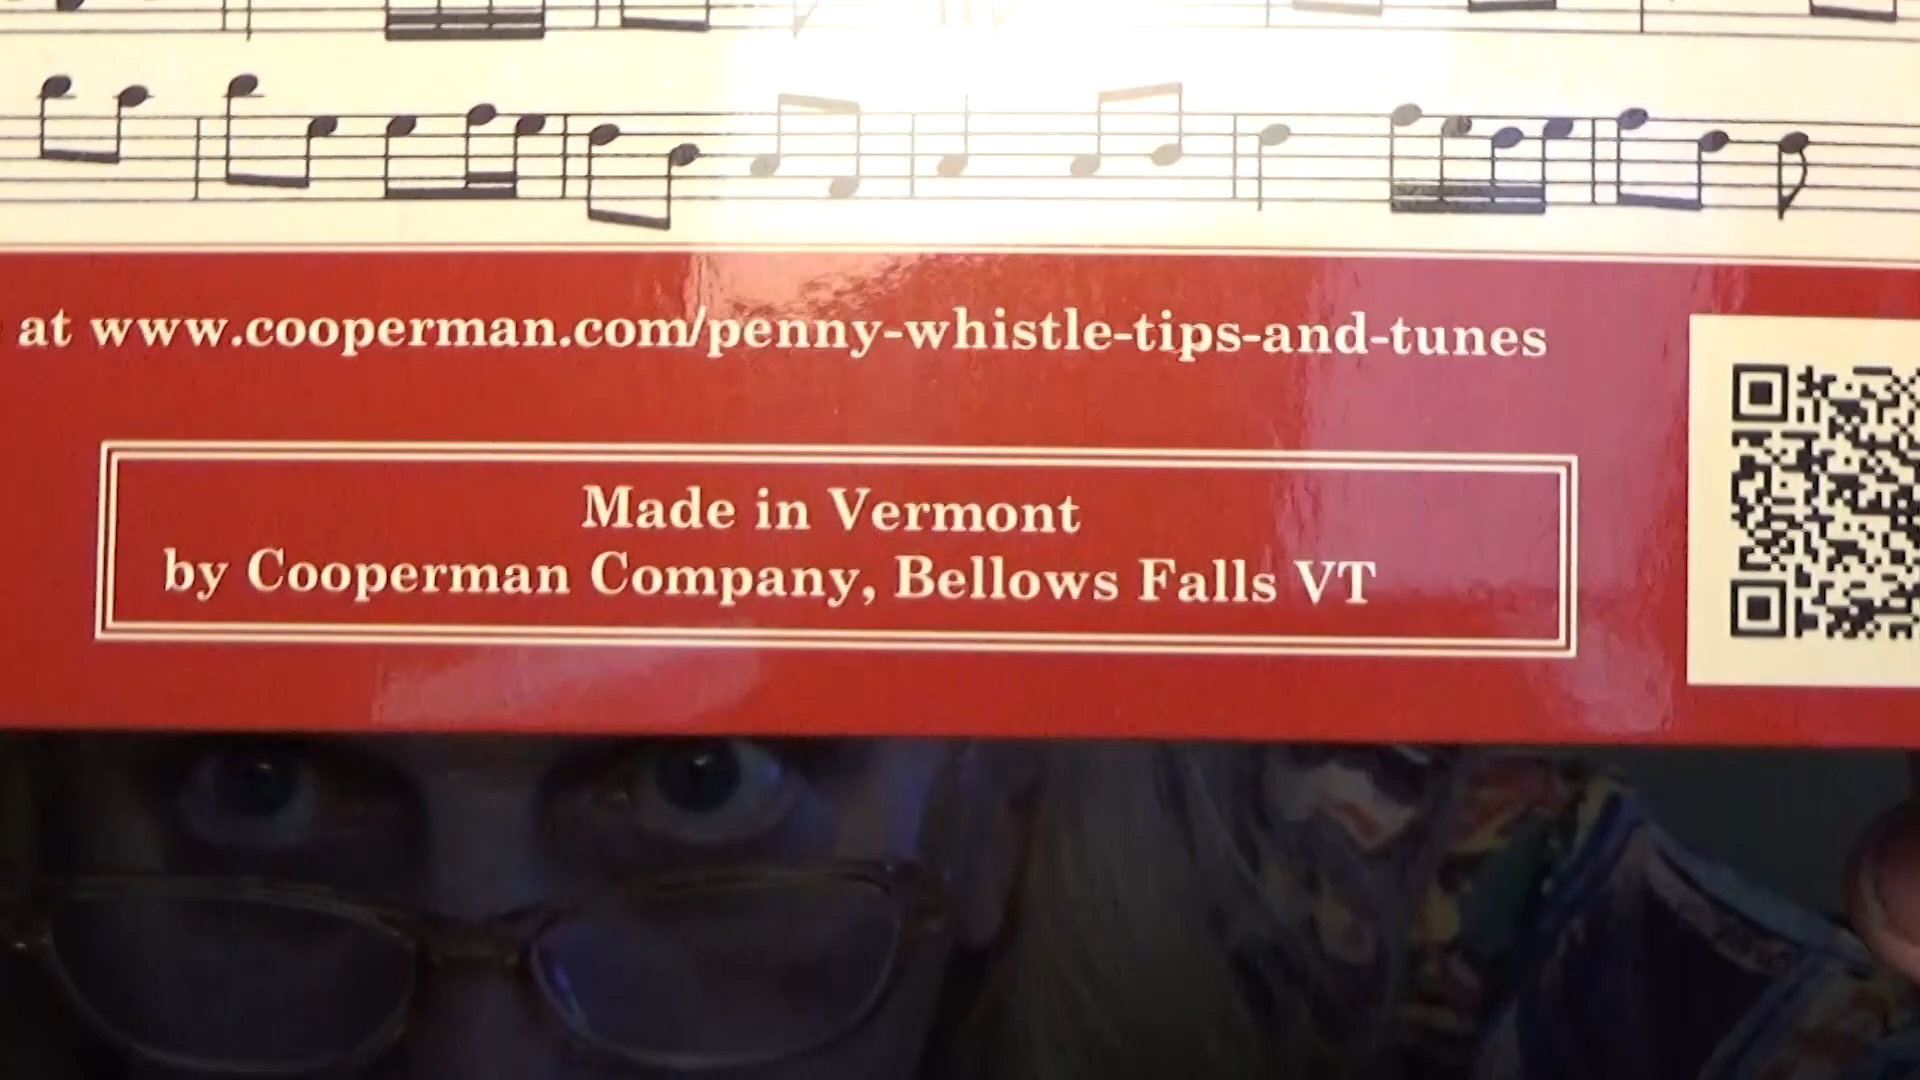 at www.cooperman.com/penny-whistle-tips-and-tunes
Made in Vermont
by Cooperman Company, Bellows Falls VT